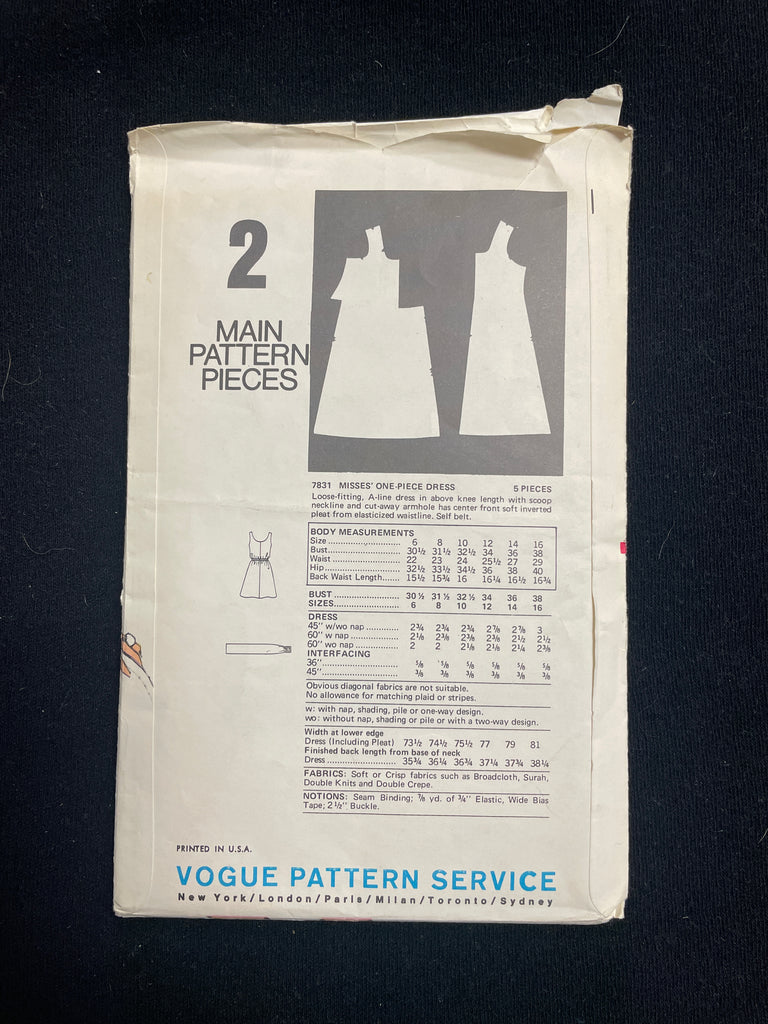 2
MAIN
PATTERN
PIECES
7831 MISSES' ONE-PIECE DRESS 5 PIECES
Loose-fitting, A-line dress in above knee length with scoop
neckline and cut-away armhole has center front soft inverted
pleat from elasticized waistline. Self belt.
BODY MEASUREMENTS
Size 6 8 10 12 14 16
Bust 30½ 31½ 32½ 34 36 38
Waist 22 23 24 25½ 27 29
Hip 32½ 33½ 34½ 36 38 40
Back Waist Length 15½ 15¾ 16 16¼ 16½ 16¾
BUST 30 ½ 31 ½ 32 ½ 34 36 38
SIZES 6 8 10 12 14 16
DRESS
45" w/wo nap 2¾ 2¾ 2¾ 2⅞ 2⅞ 3
60" w nap 2⅛ 2⅜ 2⅜ 2⅜ 2½ 2½
60" wo nap 2 2 2⅛ 2⅛ 2¼ 2⅜
INTERFACING
36" ⅝ ⅝ ⅝ ⅝ ⅝ ⅝
45" ⅜ ⅜ ⅜ ⅜ ⅜ ⅜
Obvious diagonal fabrics are not suitable.
No allowance for matching plaid or stripes.
w: with nap, shading, pile or one-way design.
wo: without nap, shading or pile or with a two-way design.
Width at lower edge
Dress (Including Pleat) 73½ 74½ 75½ 77 79 81
Finished back length from base of neck
Dress 35¾ 36¼ 36¾ 37¼ 37¾ 38¼
FABRICS: Soft or Crisp fabrics such as Broadcloth, Surah,
Double Knits and Double Crepe.
NOTIONS: Seam Binding; ⅞ yd. of ¾" Elastic, Wide Bias
Tape; 2 ½" Buckle.
PRINTED IN U.S.A.
VOGUE PATTERN SERVICE
New York/London/Paris/Milan/Toronto/Sydney